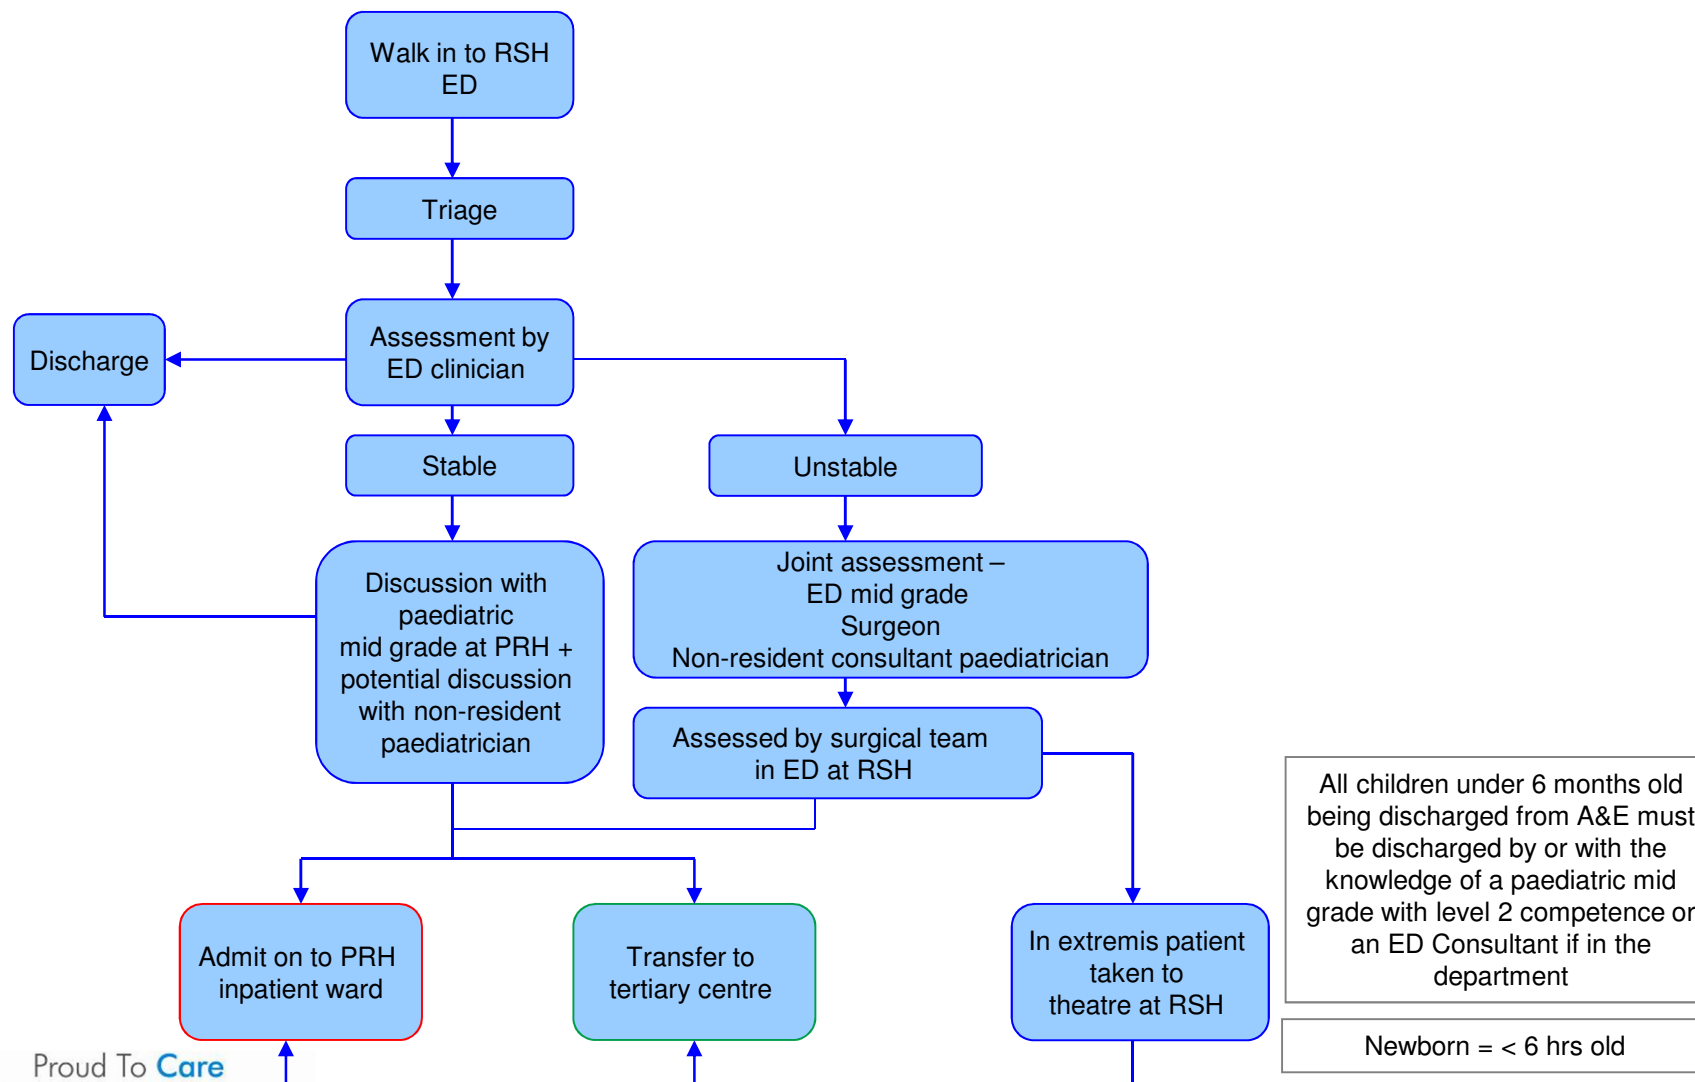 Walk in to RSH
ED
Triage
Discharge
Assessment by
ED clinician
Stable
Unstable
Discussion with
paediatric
mid grade at PRH +
potential discussion
with non-resident
paediatrician
Joint assessment –
ED mid grade
Surgeon
Non-resident consultant paediatrician
Assessed by surgical team
in ED at RSH
All children under 6 months old
being discharged from A&E must
be discharged by or with the
knowledge of a paediatric mid
grade with level 2 competence or
an ED Consultant if in the
department
Admit on to PRH
inpatient ward
Transfer to
tertiary centre
In extremis patient
taken to
theatre at RSH
Newborn = < 6 hrs old
Proud To Care